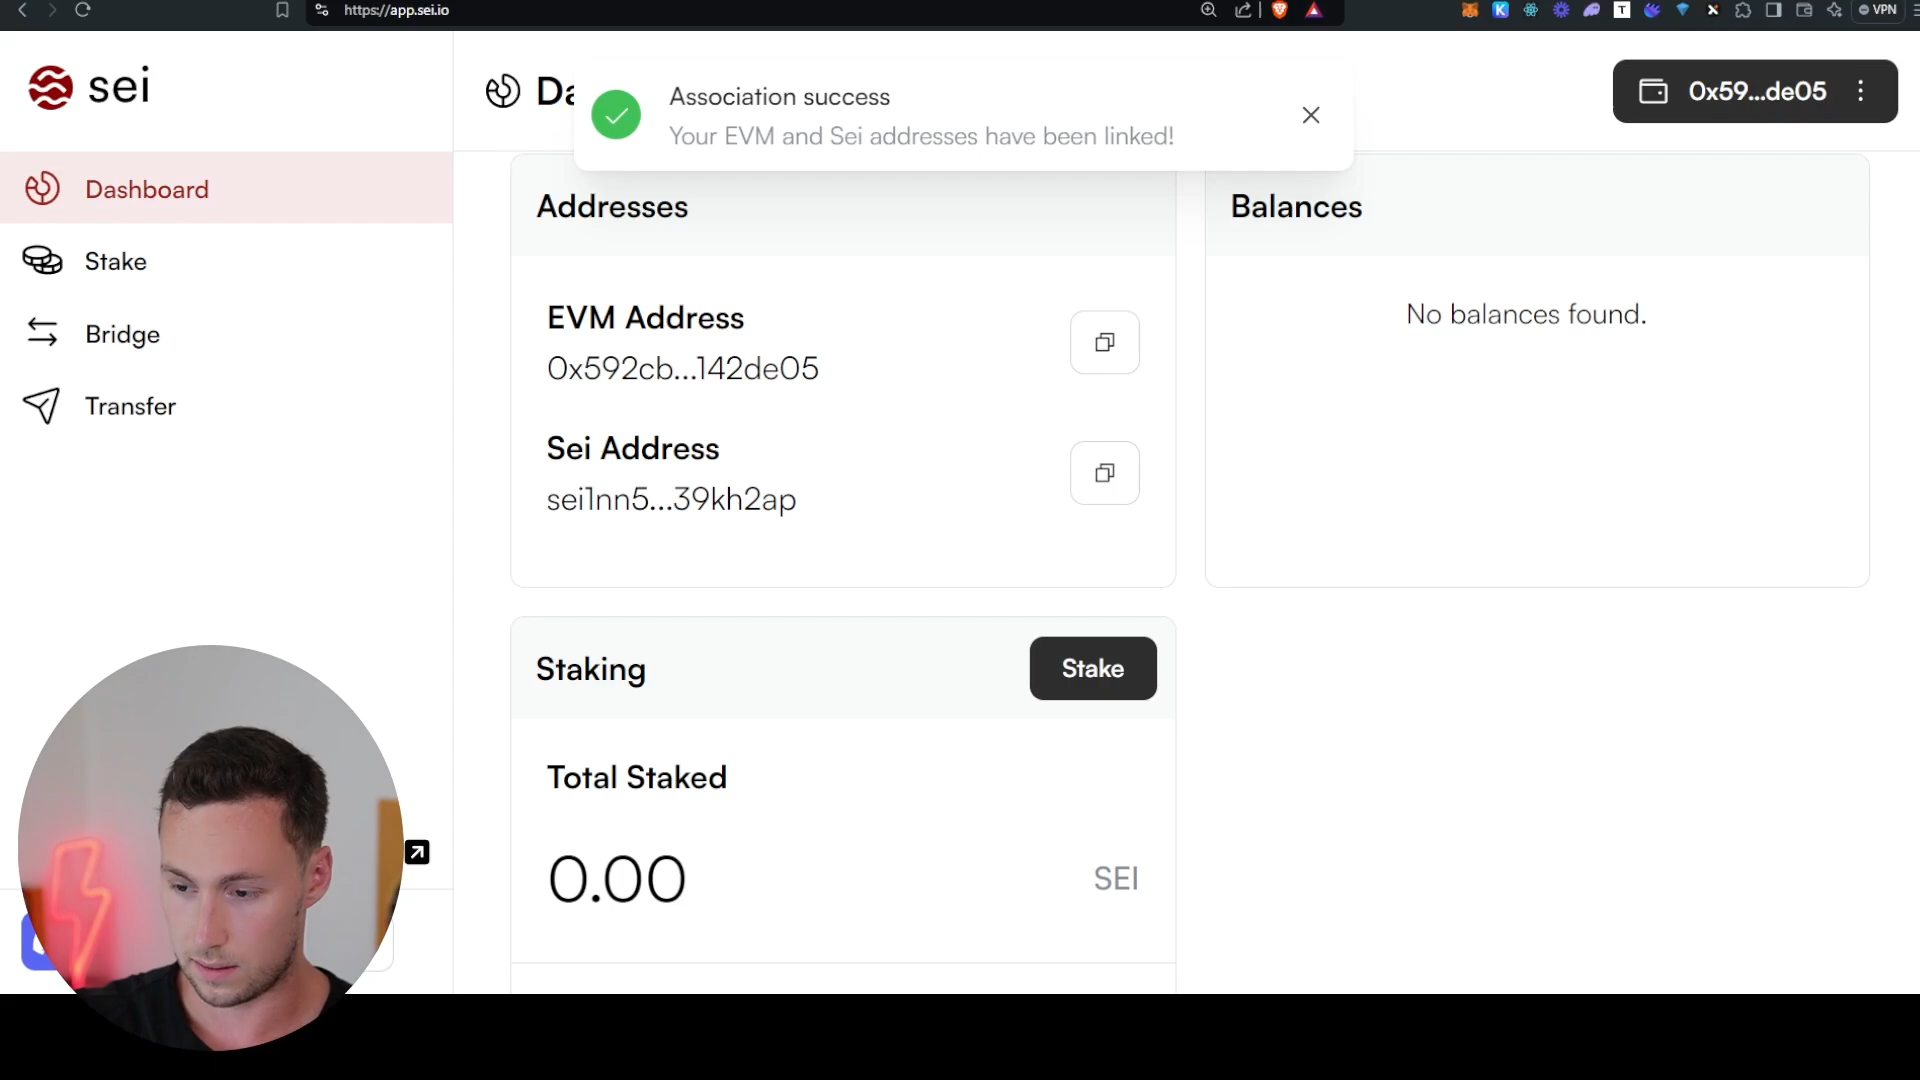 https://app.sei.io
VPN
sei
Da
Association success
Your EVM and Sei addresses have been linked!
0x59...de05
Dashboard
Stake
Bridge
Transfer
Addresses
EVM Address
0x592cb...142de05
Sei Address
sei1nn5...39kh2ap
Balances
No balances found.
Staking
Stake
Total Staked
0.00
SEI